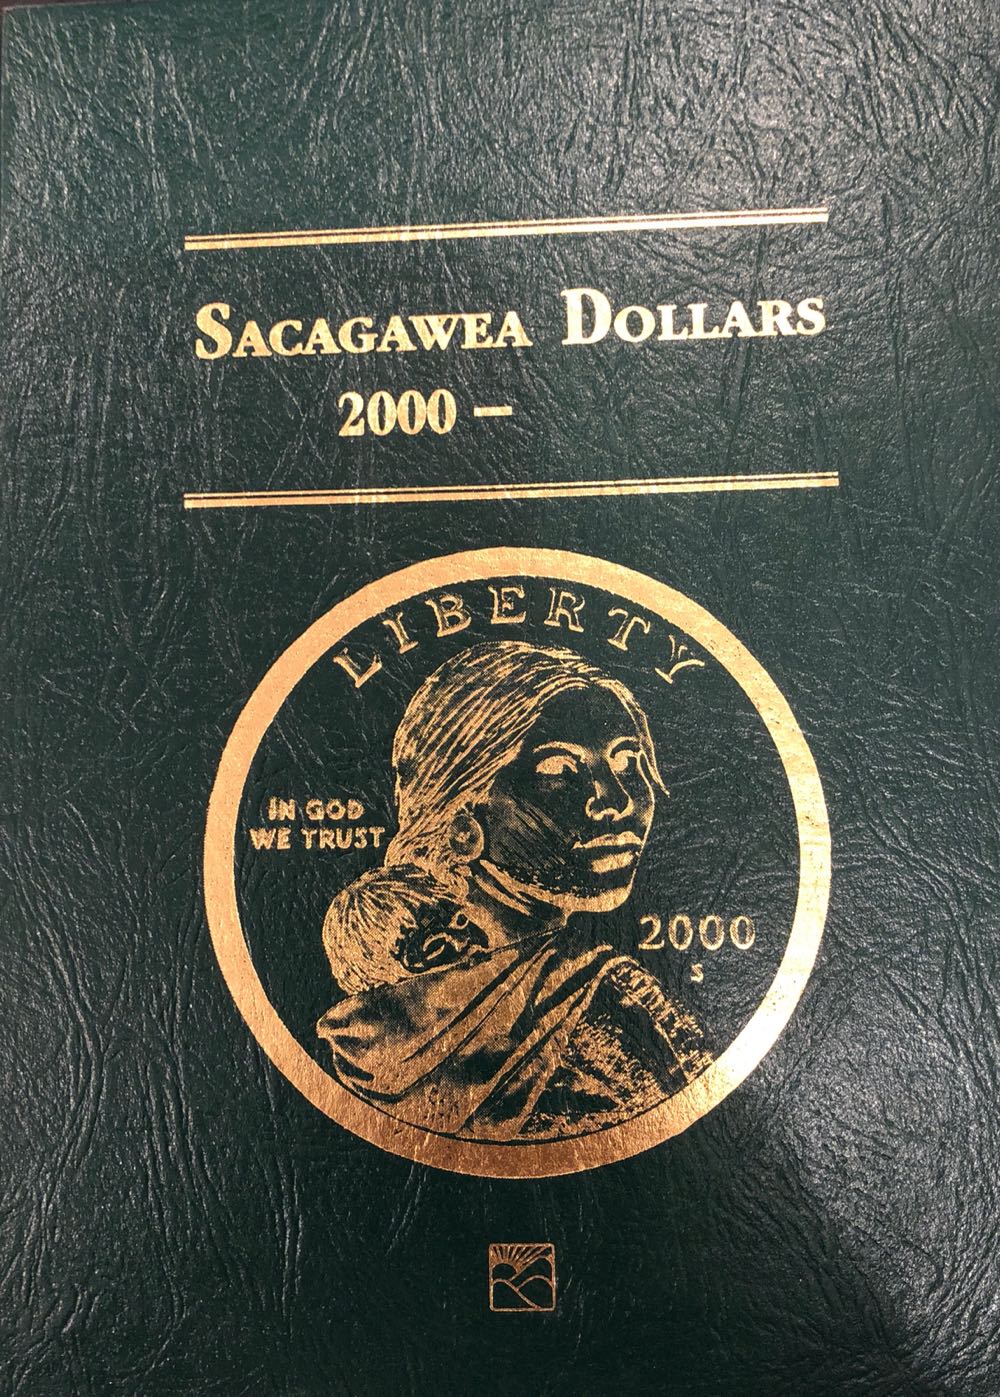 SACAGAWEA DOLLARS
2000 –
LIBERTY
IN GOD
WE TRUST
2000
S